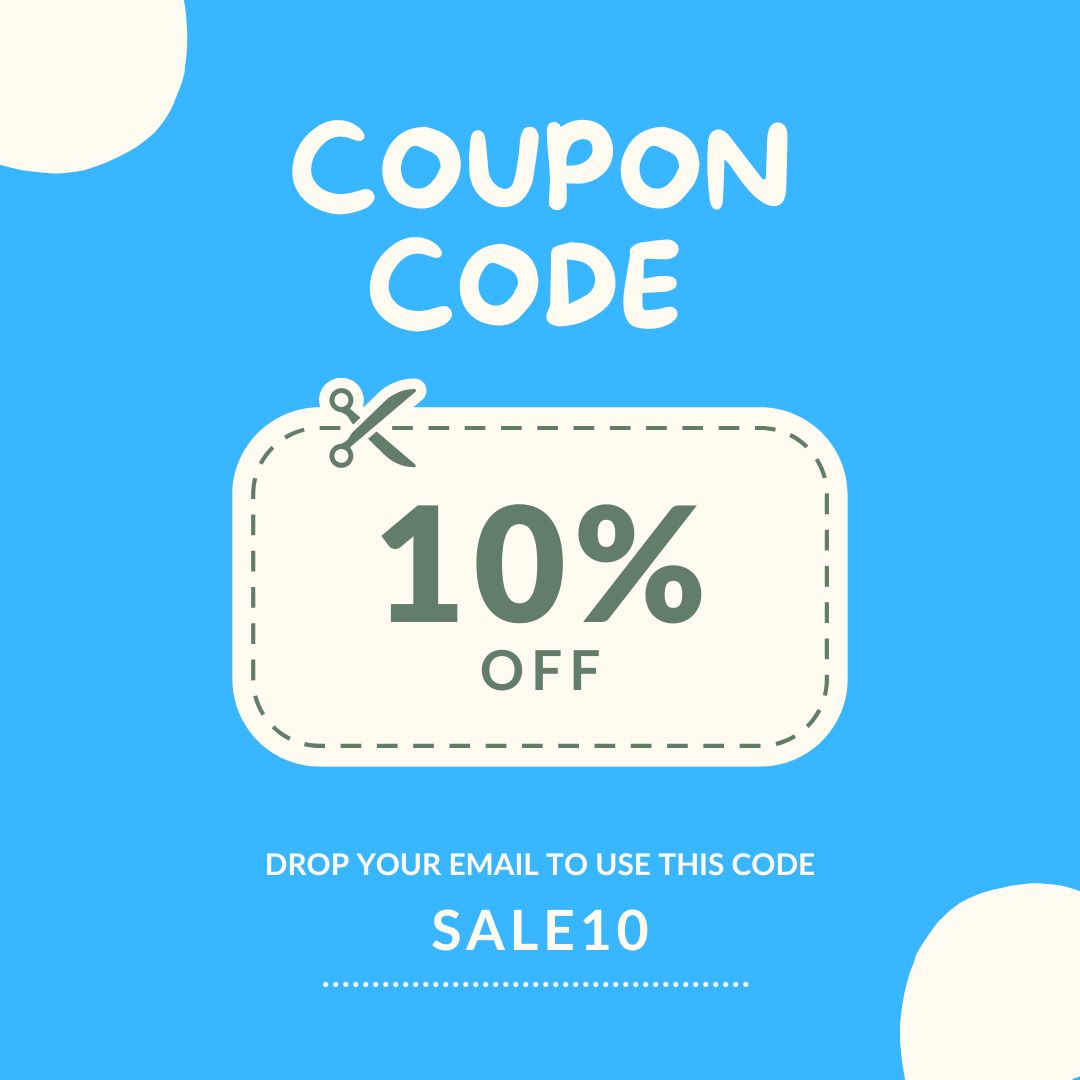 COUPON
CODE
10%
OFF
DROP YOUR EMAIL TO USE THIS CODE
SALE10